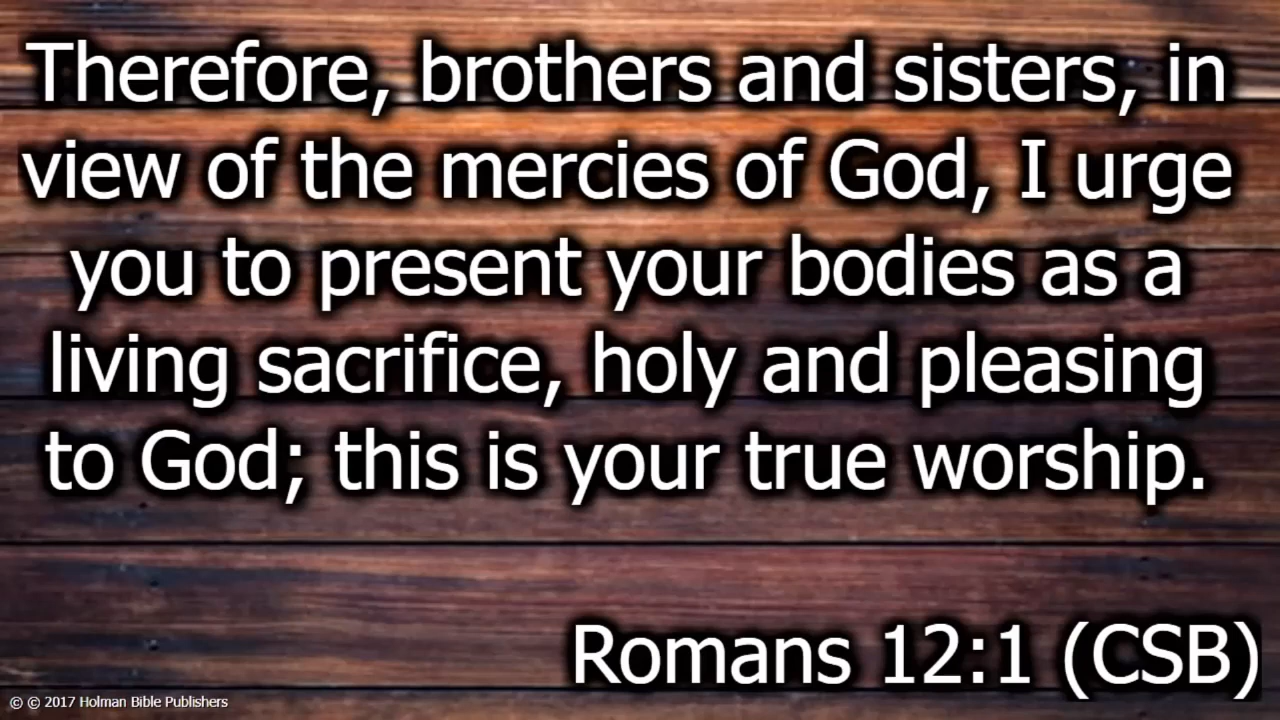 Therefore, brothers and sisters, in
view of the mercies of God, I urge
you to present your bodies as a
living sacrifice, holy and pleasing
to God; this is your true worship.
Romans 12:1 (CSB)
© © 2017 Holman Bible Publishers